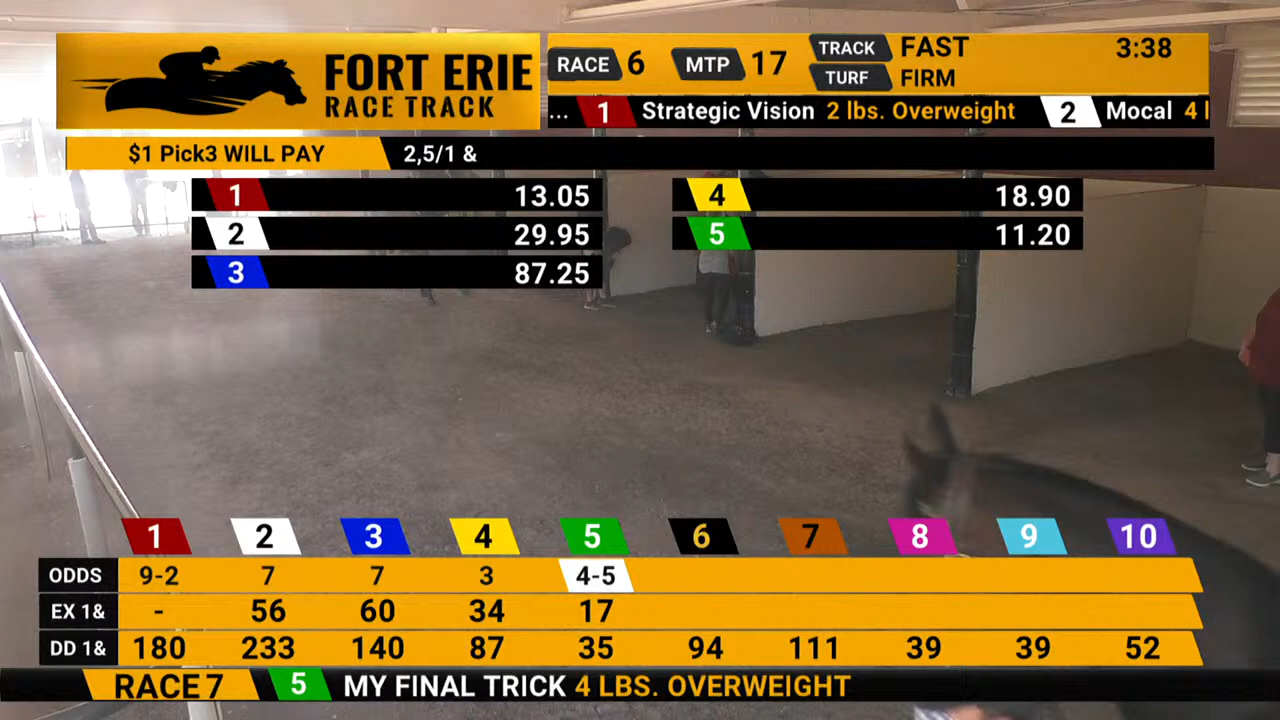 FORT ERIE
RACE TRACK
RACE 6 MTP 17 TRACK FAST 3:38
TURF FIRM
... 1 Strategic Vision 2 lbs. Overweight 2 Mocal 4
$1 Pick3 WILL PAY 2,5/1 &
1 13.05 4 18.90
2 29.95 5 11.20
3 87.25
1 2 3 4 5 6 7 8 9 10
ODDS 9-2 7 7 3 4-5
EX 1& - 56 60 34 17
DD 1& 180 233 140 87 35 94 111 39 39 52
RACE 7 5 MY FINAL TRICK 4 LBS. OVERWEIGHT